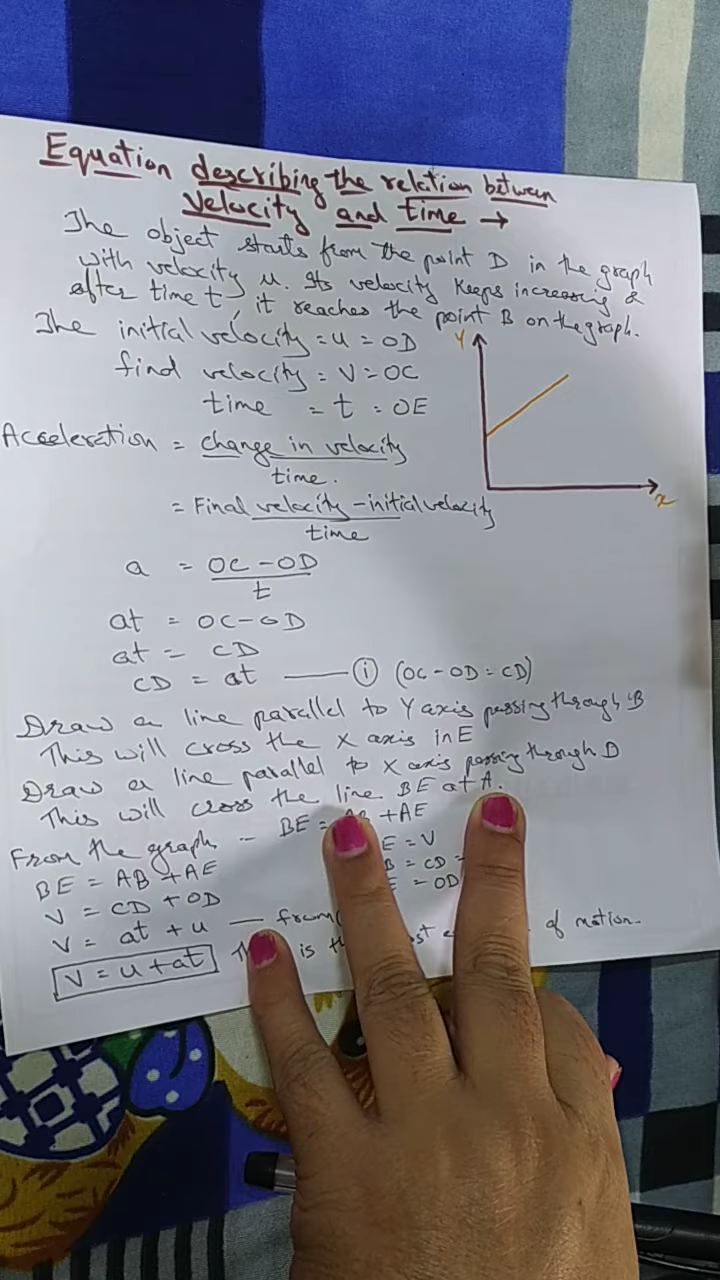 Equation describing the relation between
Velocity and time →
The object starts from the point D in the graph
with velocity u. Its velocity keeps increasing &
after time t, it reaches the point B on the graph.
The initial velocity = u = OD
find velocity = V = OC
time = t = OE
Y
X
Acceleration = change in velocity
time.
= Final velocity - initial velocity
time
a = OC - OD
t
at = OC - OD
at = CD
CD = at —— (i) (OC - OD = CD)
Draw a line parallel to Y axis passing through B
This will cross the X axis in E
Draw a line parallel to X axis passing through D
This will cross the line BE at A.
From the graph - BE = AB + AE
BE = AB + AE
= V
V = CD + OD
= CD =
= OD
V = at + u — from
V = u + at
is
of motion.